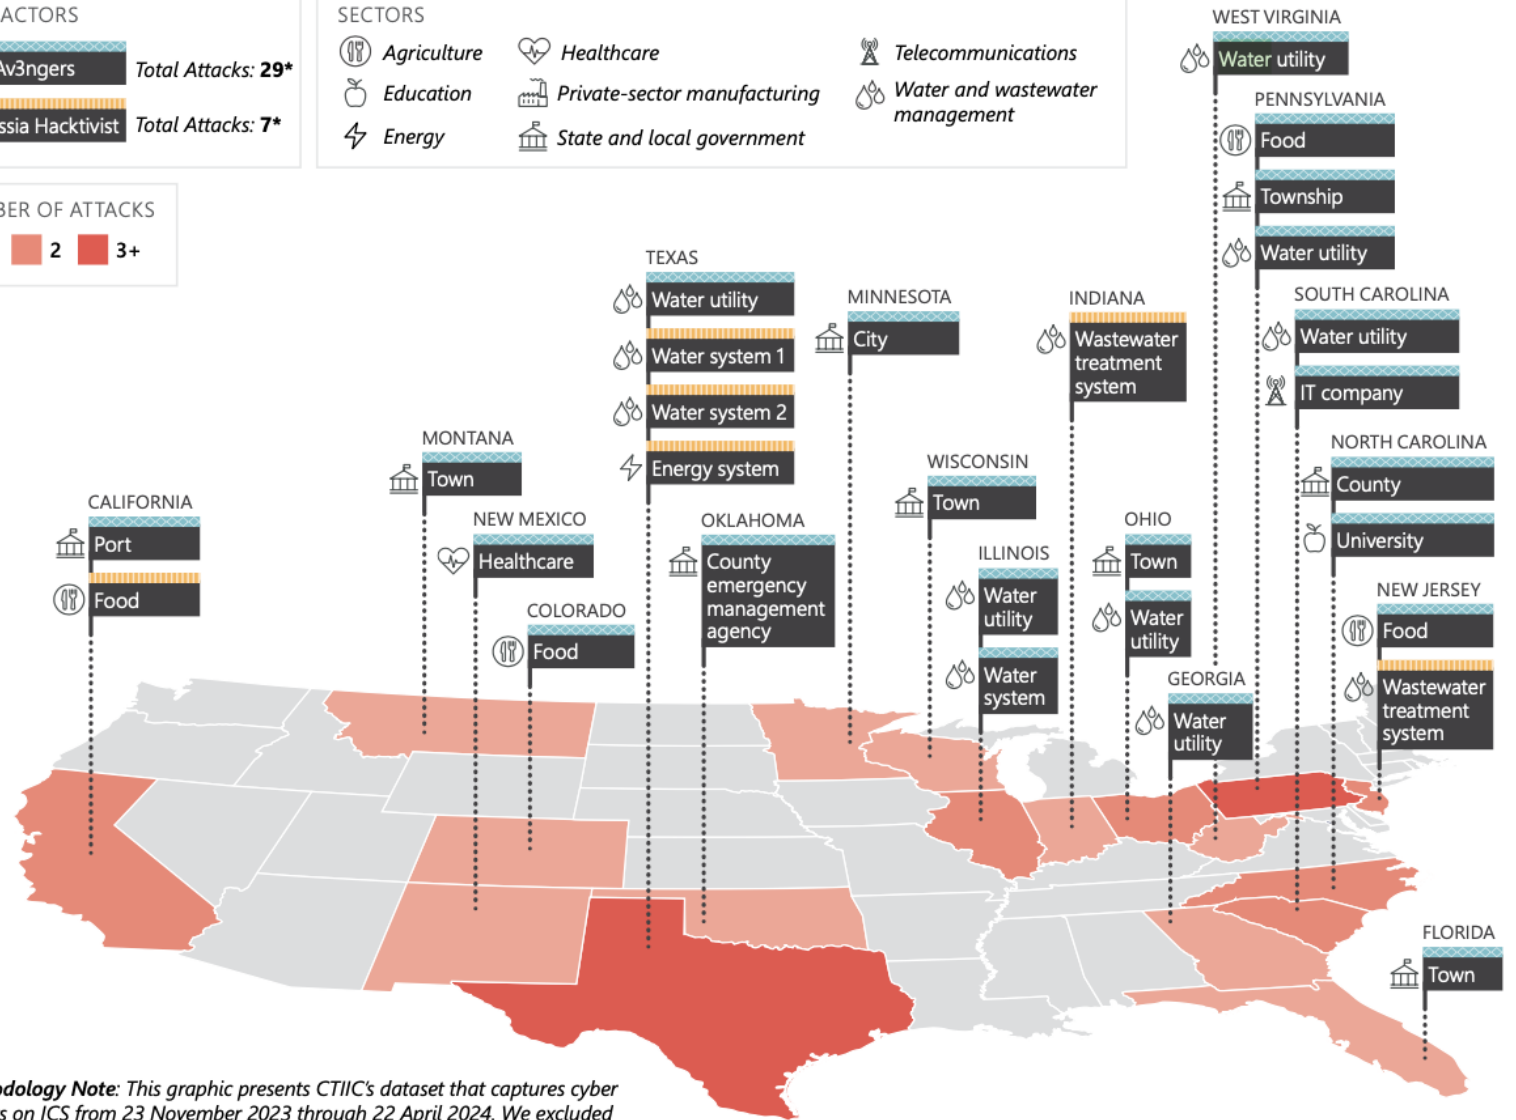 ACTORS
Av3ngers
Total Attacks: 29*
ssia Hacktivist
Total Attacks: 7*
SECTORS
Agriculture
Education
Energy
Healthcare
Private-sector manufacturing
State and local government
Telecommunications
Water and wastewater
management
BER OF ATTACKS
2
3+
WEST VIRGINIA
Water utility
PENNSYLVANIA
Food
Township
Water utility
TEXAS
Water utility
Water system 1
Water system 2
Energy system
MINNESOTA
City
INDIANA
Wastewater
treatment
system
SOUTH CAROLINA
Water utility
IT company
MONTANA
Town
WISCONSIN
Town
NORTH CAROLINA
County
University
CALIFORNIA
Port
Food
NEW MEXICO
Healthcare
OKLAHOMA
County
emergency
management
agency
OHIO
Town
Water
utility
ILLINOIS
Water
utility
Water
system
NEW JERSEY
Food
Wastewater
treatment
system
COLORADO
Food
GEORGIA
Water
utility
FLORIDA
Town
odology Note: This graphic presents CTIIC's dataset that captures cyber
s on ICS from 23 November 2023 through 22 April 2024. We excluded